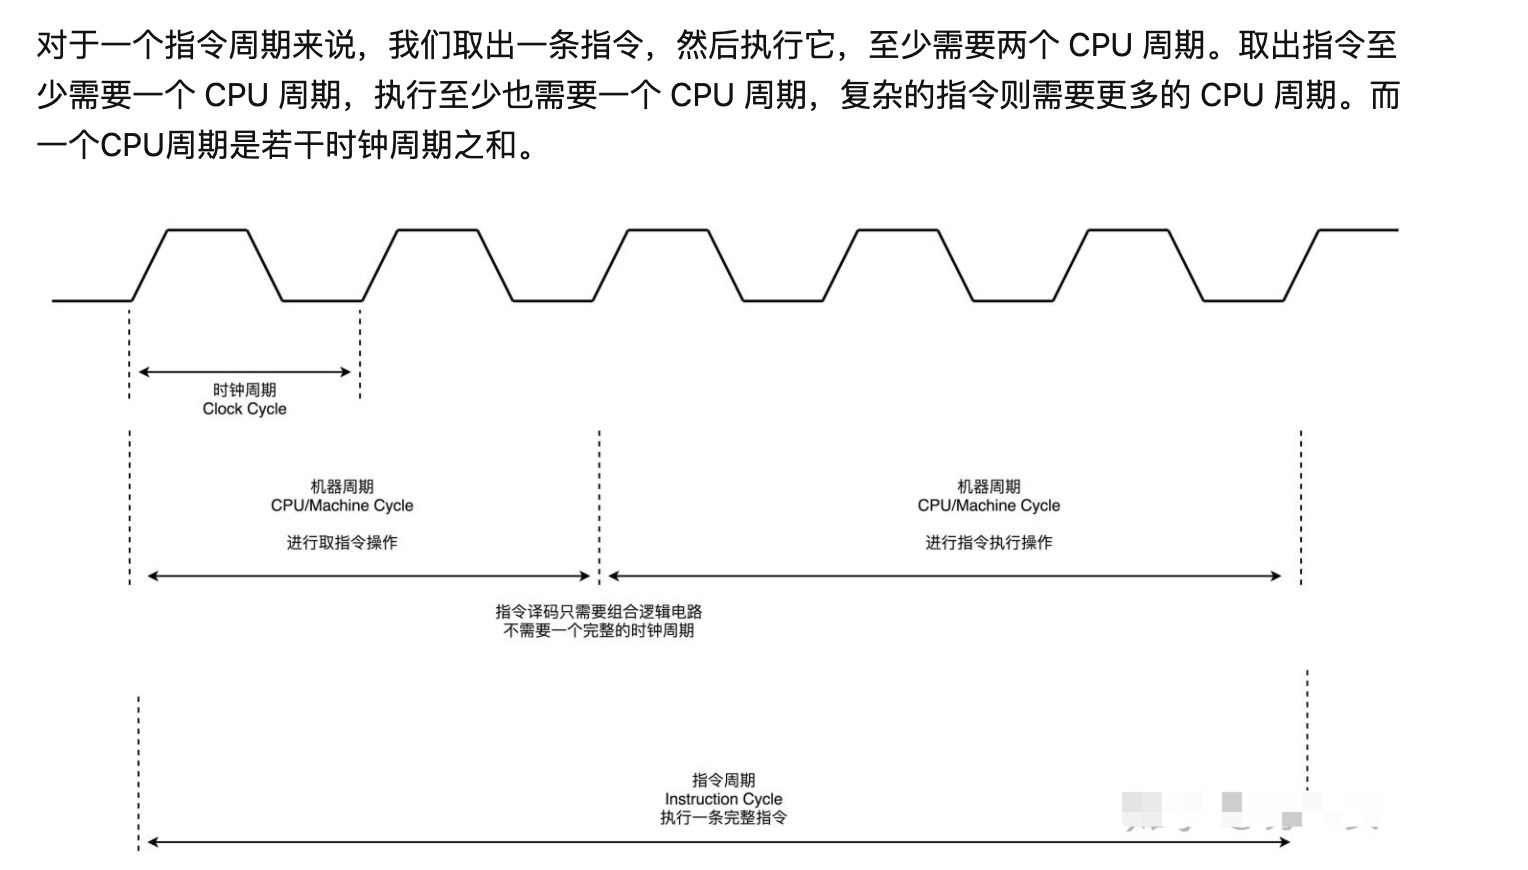 对于一个指令周期来说，我们取出一条指令，然后执行它，至少需要两个 CPU 周期。取出指令至
少需要一个 CPU 周期，执行至少也需要一个 CPU 周期，复杂的指令则需要更多的 CPU 周期。而
一个CPU周期是若干时钟周期之和。
时钟周期
Clock Cycle
机器周期
CPU/Machine Cycle
进行取指令操作
机器周期
CPU/Machine Cycle
进行指令执行操作
指令译码只需要组合逻辑电路
不需要一个完整的时钟周期
指令周期
Instruction Cycle
执行一条完整指令